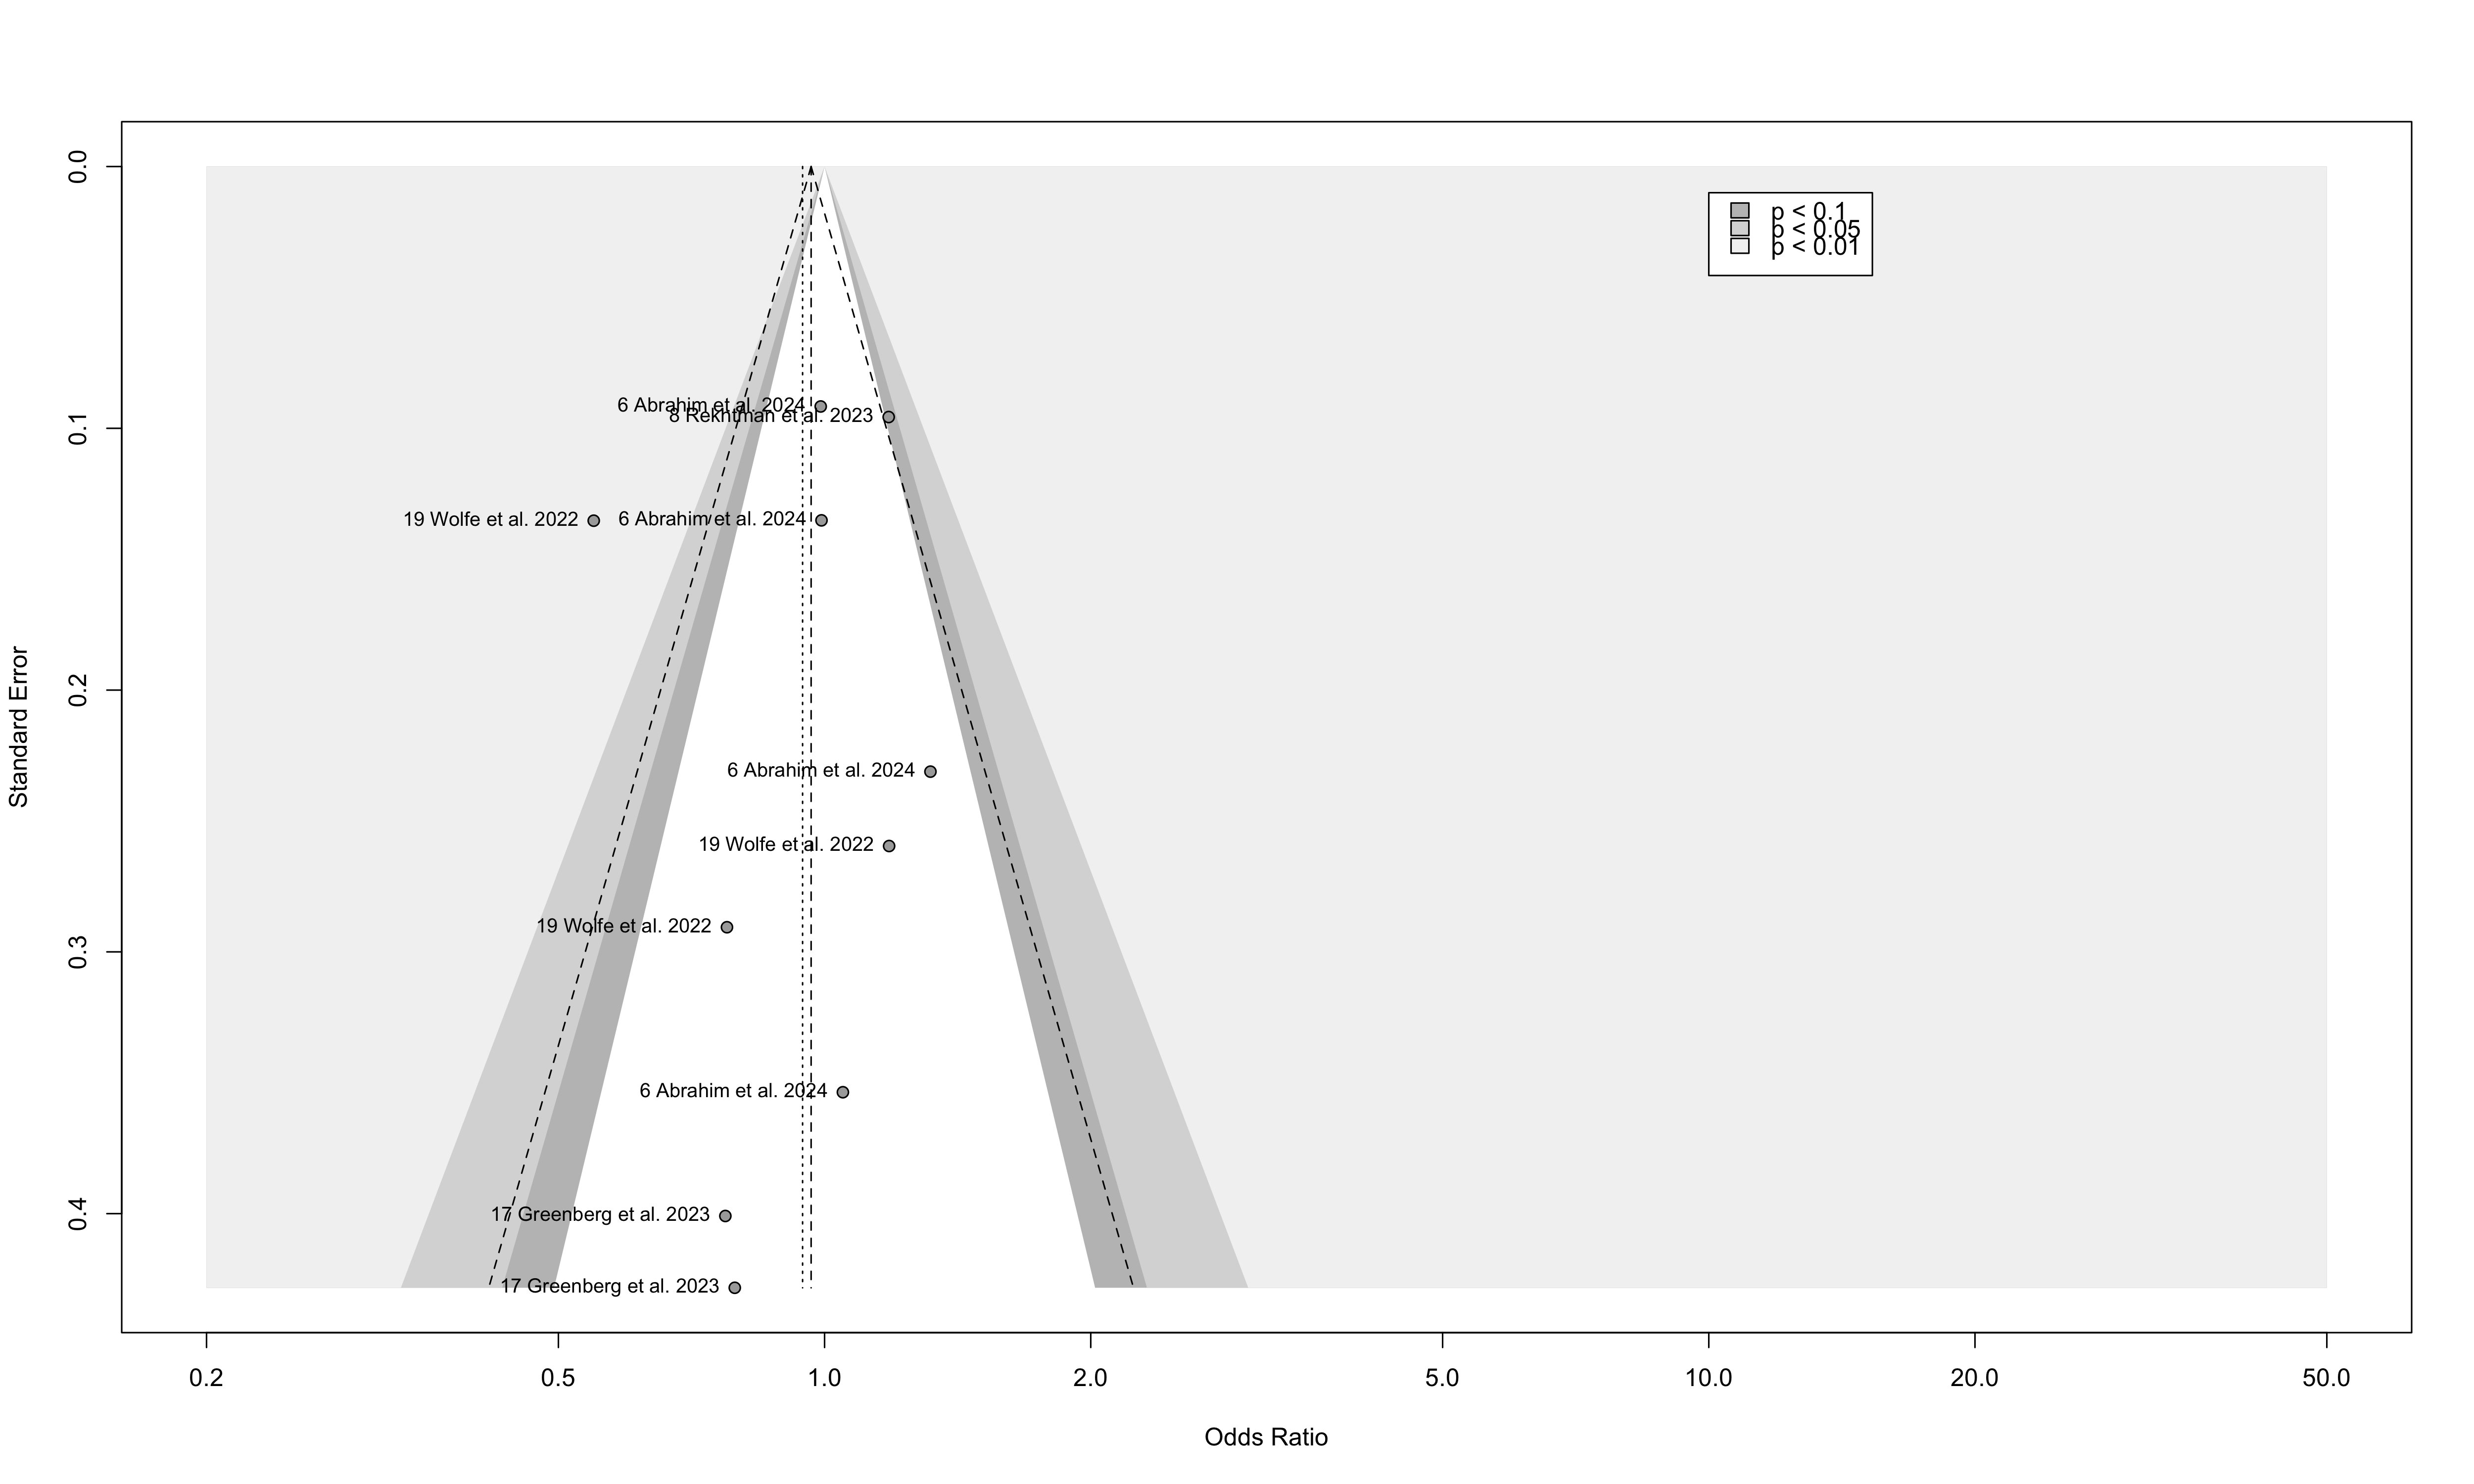 0.0
0.1
0.2
0.3
0.4
Standard Error
p < 0.1
p < 0.05
p < 0.01
6 Abrahim et al. 2024
8 Rekhtman et al. 2023
19 Wolfe et al. 2022
6 Abrahim et al. 2024
6 Abrahim et al. 2024
19 Wolfe et al. 2022
19 Wolfe et al. 2022
6 Abrahim et al. 2024
17 Greenberg et al. 2023
17 Greenberg et al. 2023
0.2
0.5
1.0
2.0
5.0
10.0
20.0
50.0
Odds Ratio